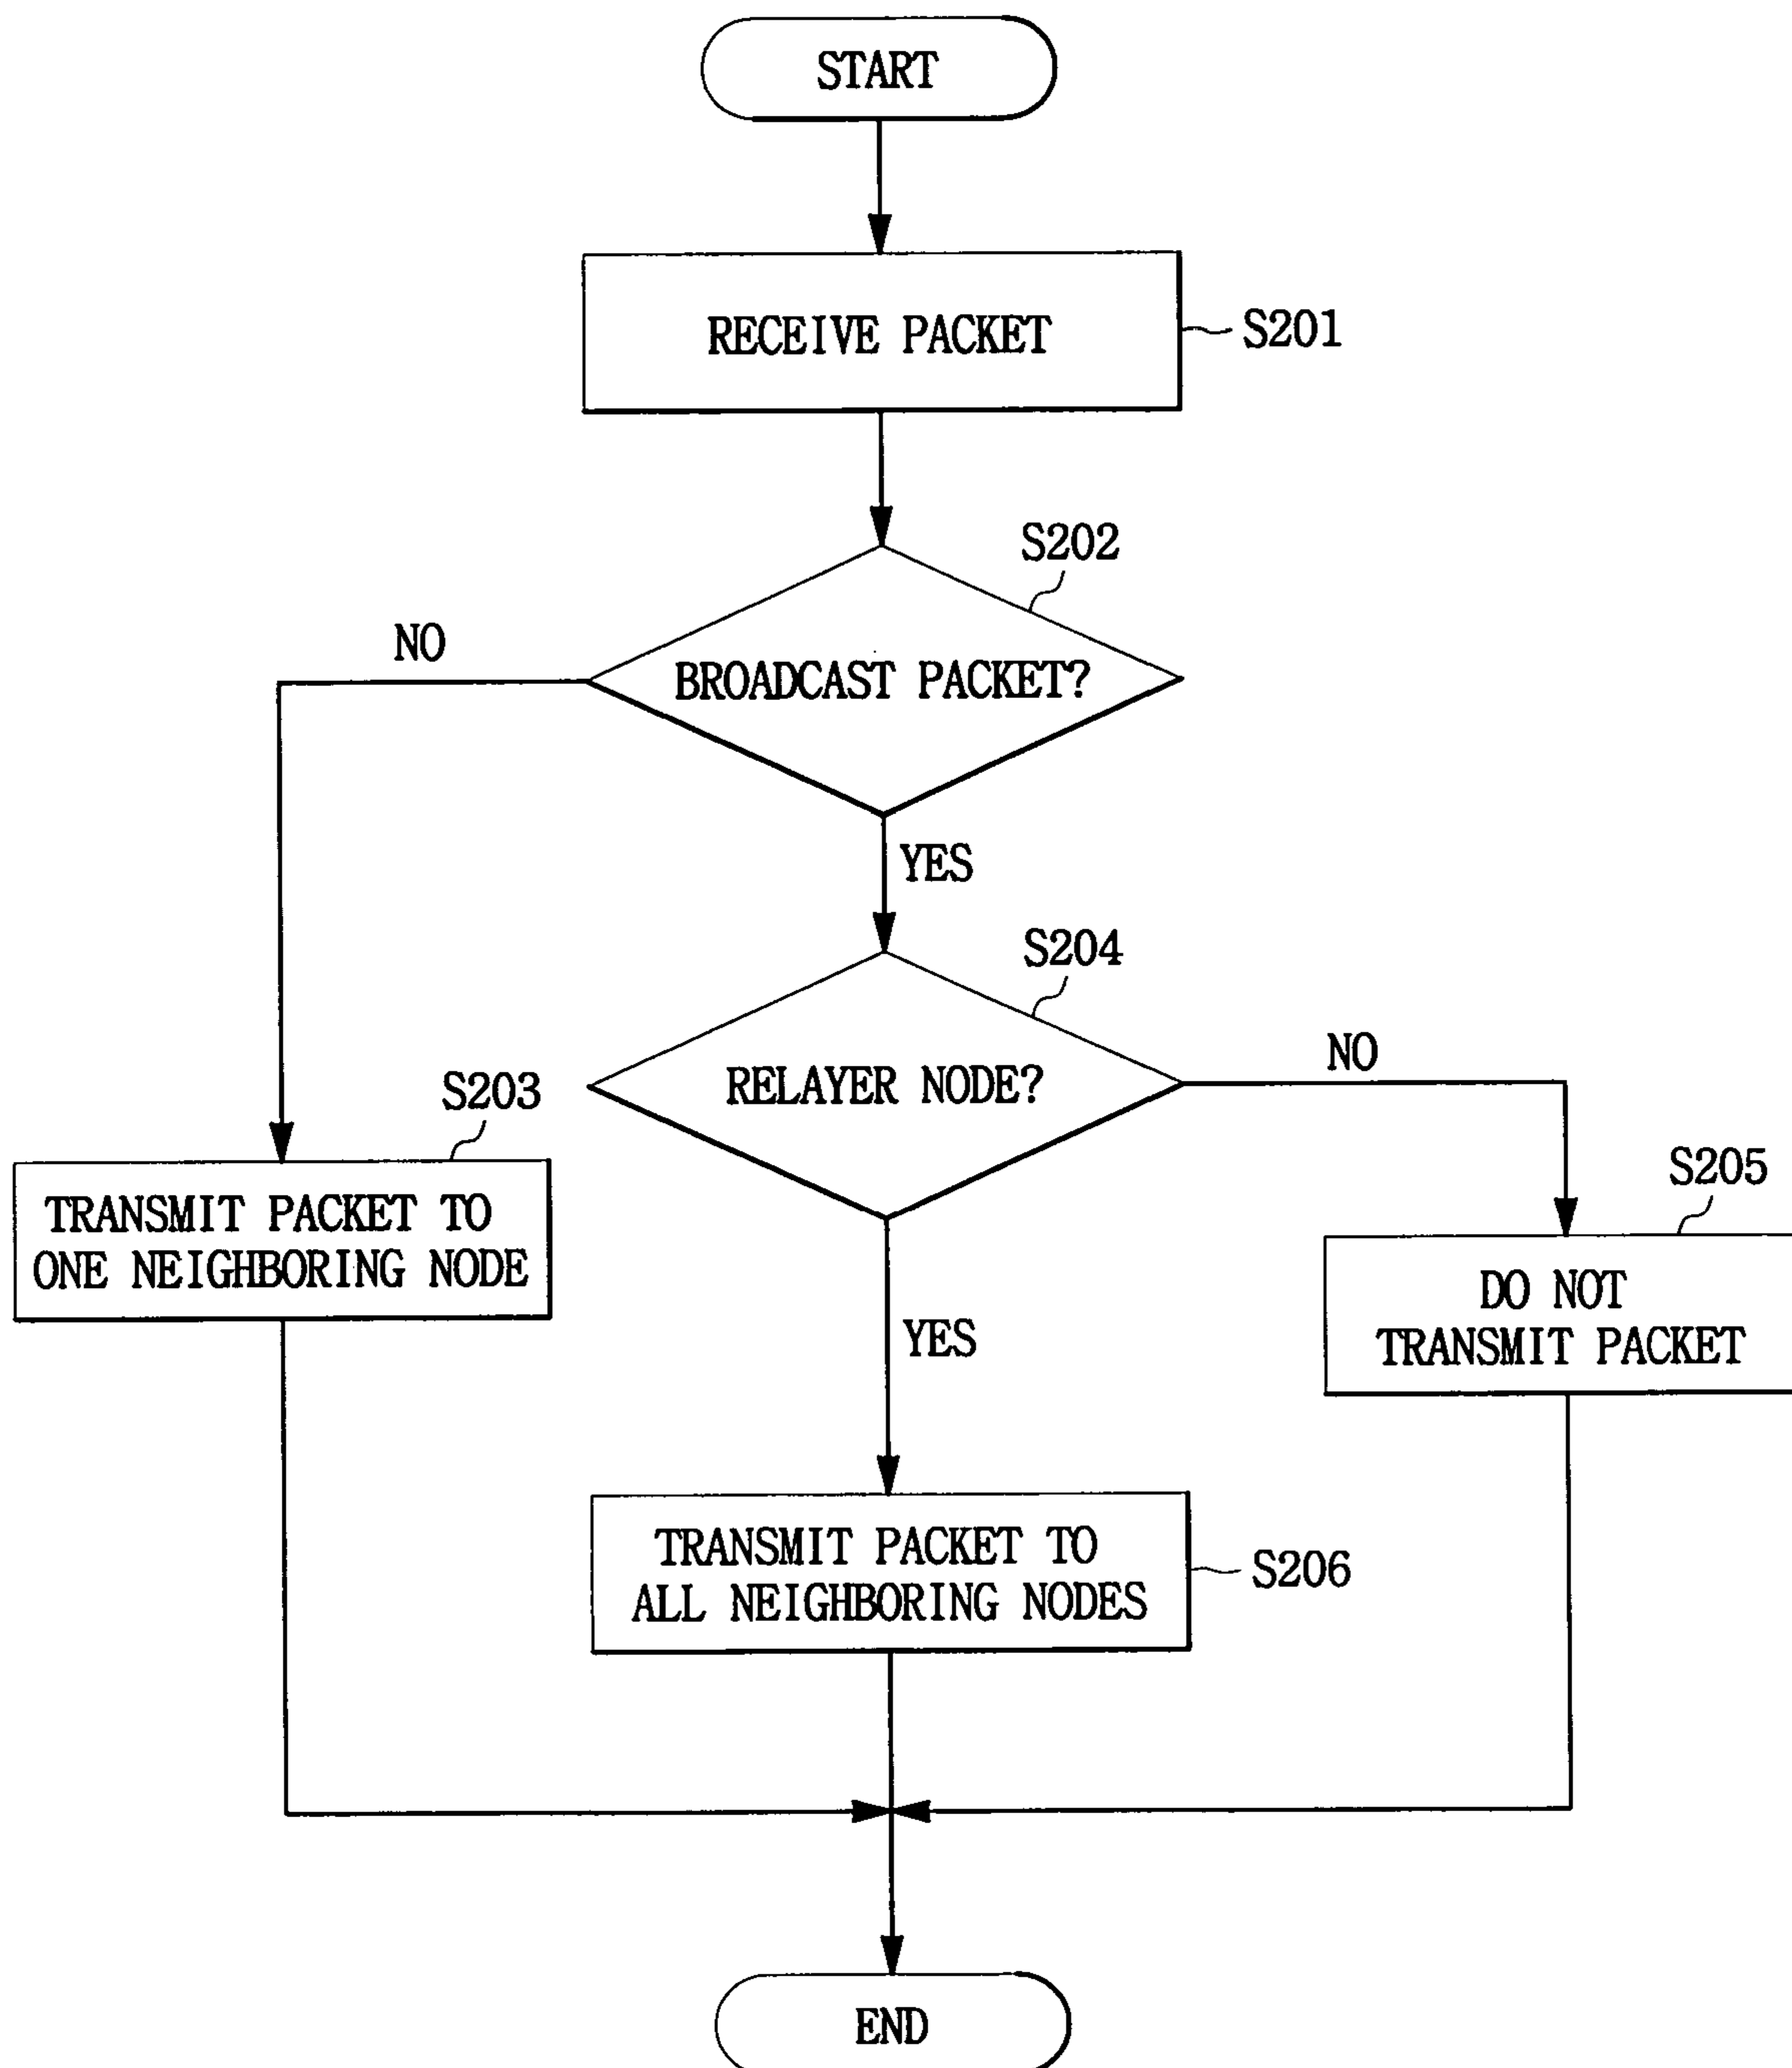 START
RECEIVE PACKET
S201
S202
NO
BROADCAST PACKET?
YES
S204
RELAYER NODE?
NO
S203
TRANSMIT PACKET TO
ONE NEIGHBORING NODE
S205
DO NOT
TRANSMIT PACKET
YES
TRANSMIT PACKET TO
ALL NEIGHBORING NODES
S206
END